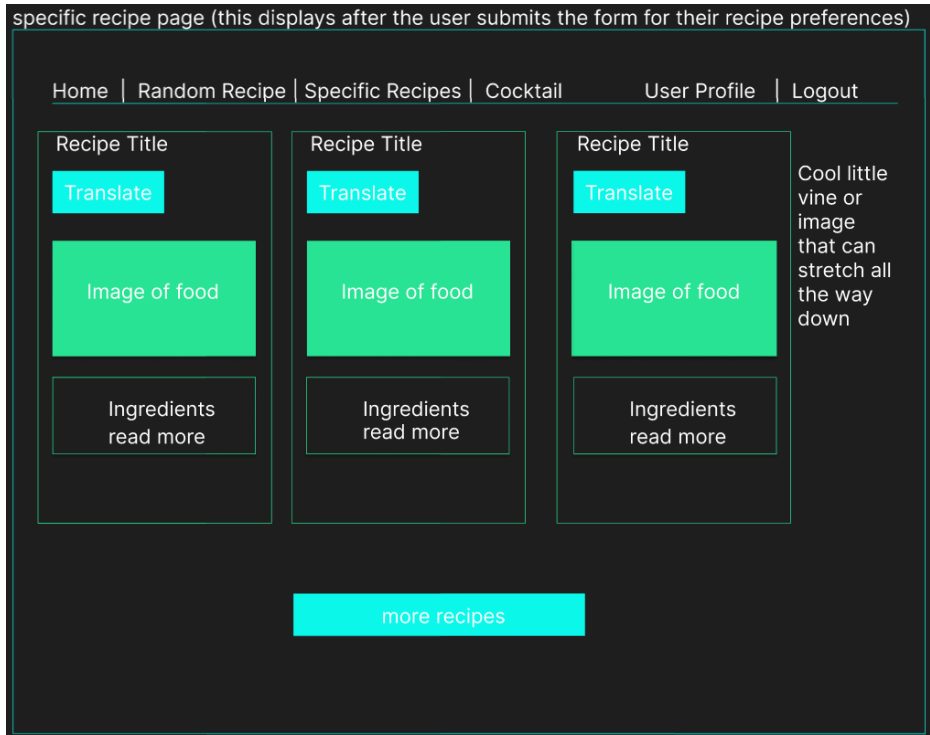 specific recipe page (this displays after the user submits the form for their recipe preferences)
Home | Random Recipe | Specific Recipes | Cocktail User Profile | Logout
Recipe Title
Translate
Image of food
Ingredients
read more
Recipe Title
Translate
Image of food
Ingredients
read more
Recipe Title
Translate
Image of food
Ingredients
read more
Cool little
vine or
image
that can
stretch all
the way
down
more recipes